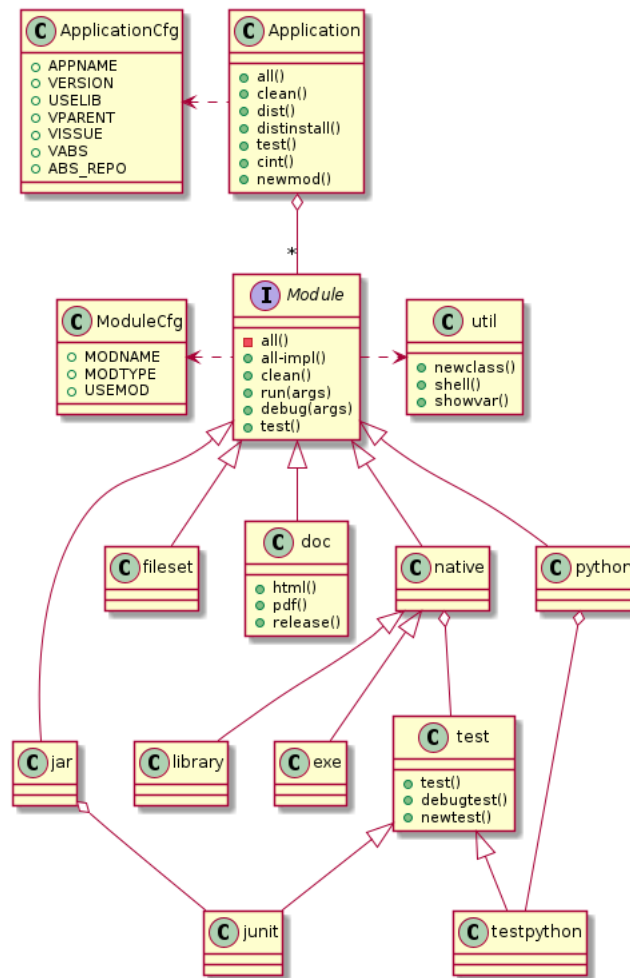 C ApplicationCfg
APPNAME
VERSION
USELIB
VPARENT
VISSUE
VABS
ABS_REPO
C Application
all()
clean()
dist()
distinstall()
test()
cint()
newmod()
*
C ModuleCfg
MODNAME
MODTYPE
USEMOD
I Module
all()
all-impl()
clean()
run(args)
debug(args)
test()
C util
newclass()
shell()
showvar()
C fileset
C doc
html()
pdf()
release()
C native
C python
C jar
C library
C exe
C test
test()
debugtest()
newtest()
C junit
C testpython